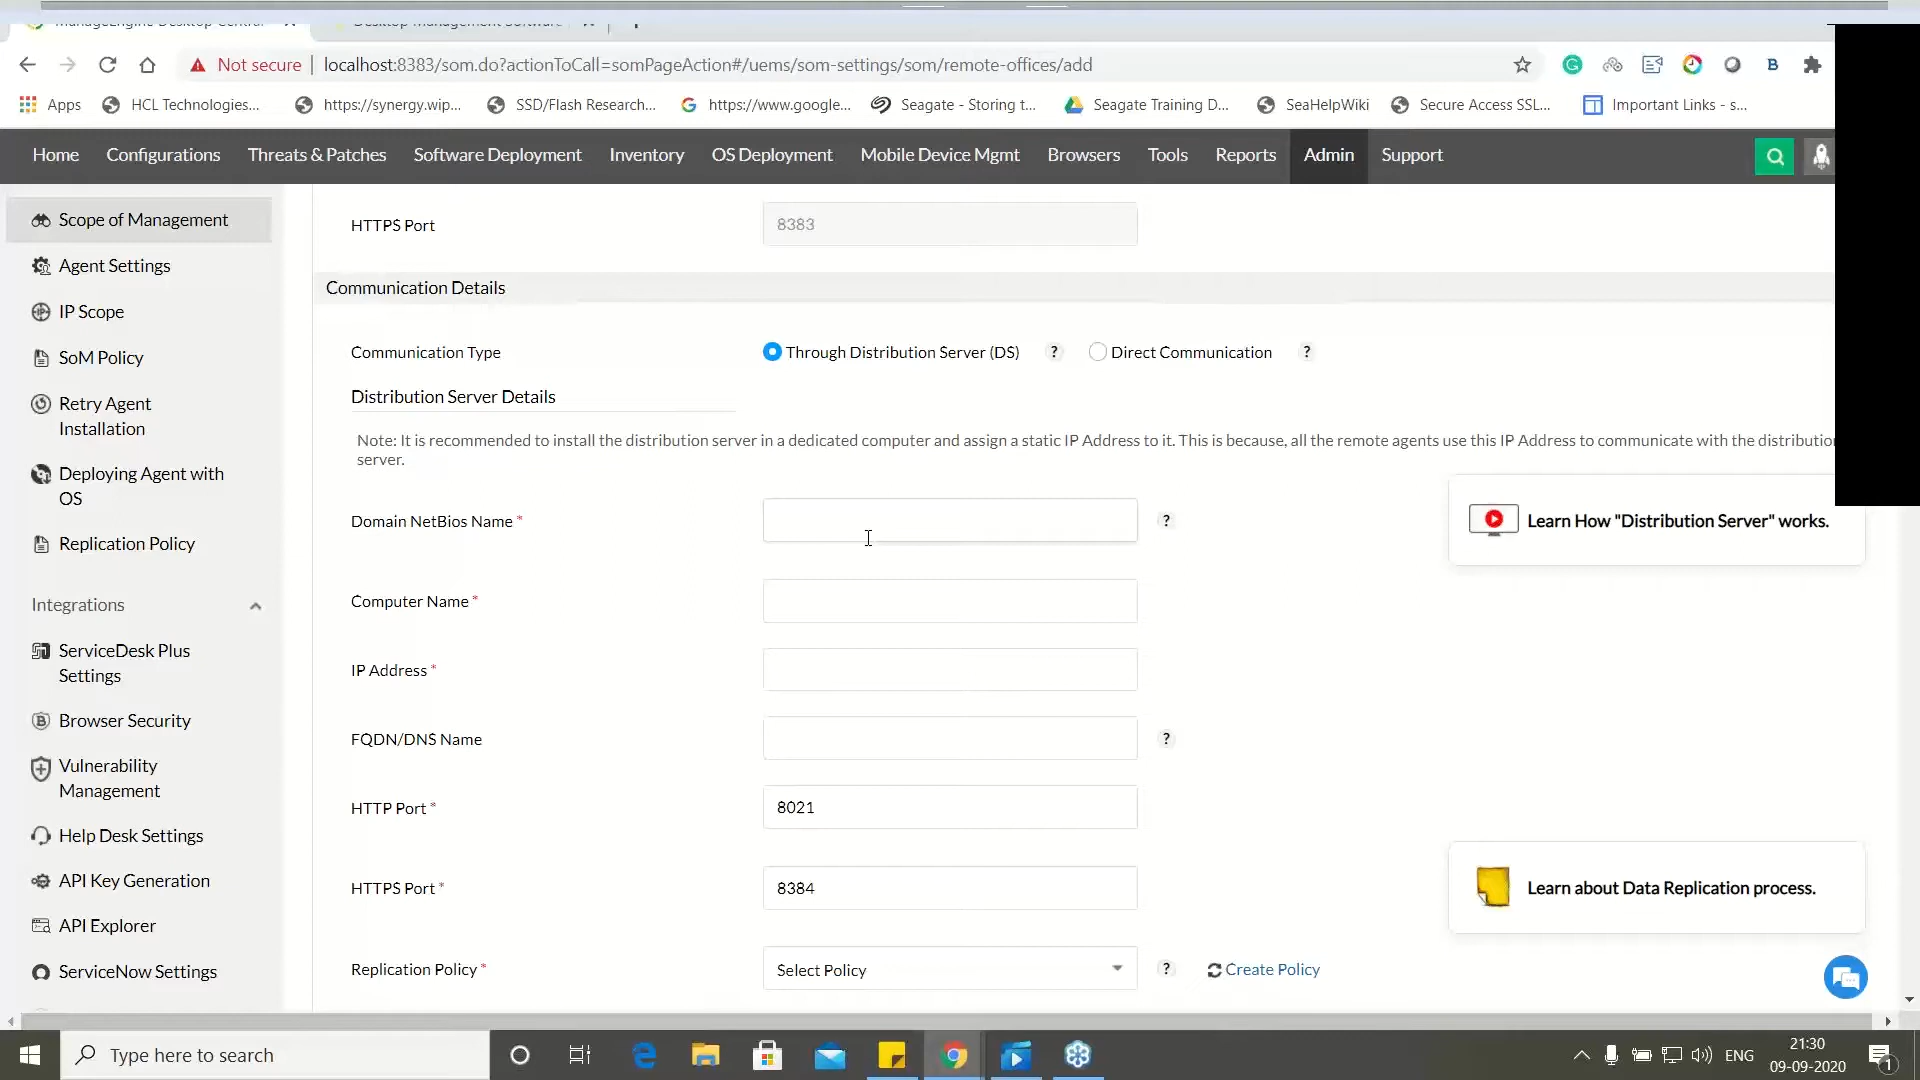 ManageEngine Desktop Central
Desktop Management Software
Not secure
localhost:8383/som.do?actionToCall=somPageAction#/uems/som-settings/som/remote-offices/add
Apps
HCL Technologies...
https://synergy.wip...
SSD/Flash Research...
https://www.google...
Seagate - Storing t...
Seagate Training D...
SeaHelpWiki
Secure Access SSL...
Important Links - s...
Home
Configurations
Threats & Patches
Software Deployment
Inventory
OS Deployment
Mobile Device Mgmt
Browsers
Tools
Reports
Admin
Support
Scope of Management
Agent Settings
IP Scope
SoM Policy
Retry Agent
Installation
Deploying Agent with
OS
Replication Policy
Integrations
ServiceDesk Plus
Settings
Browser Security
Vulnerability
Management
Help Desk Settings
API Key Generation
API Explorer
ServiceNow Settings
HTTPS Port
8383
Communication Details
Communication Type
Through Distribution Server (DS)
?
Direct Communication
?
Distribution Server Details
Note: It is recommended to install the distribution server in a dedicated computer and assign a static IP Address to it. This is because, all the remote agents use this IP Address to communicate with the distribution
server.
Domain NetBios Name *
?
Learn How "Distribution Server" works.
Computer Name *
IP Address *
FQDN/DNS Name
?
HTTP Port *
8021
HTTPS Port *
8384
Learn about Data Replication process.
Replication Policy *
Select Policy
?
Create Policy
Type here to search
ENG
21:30
09-09-2020
1